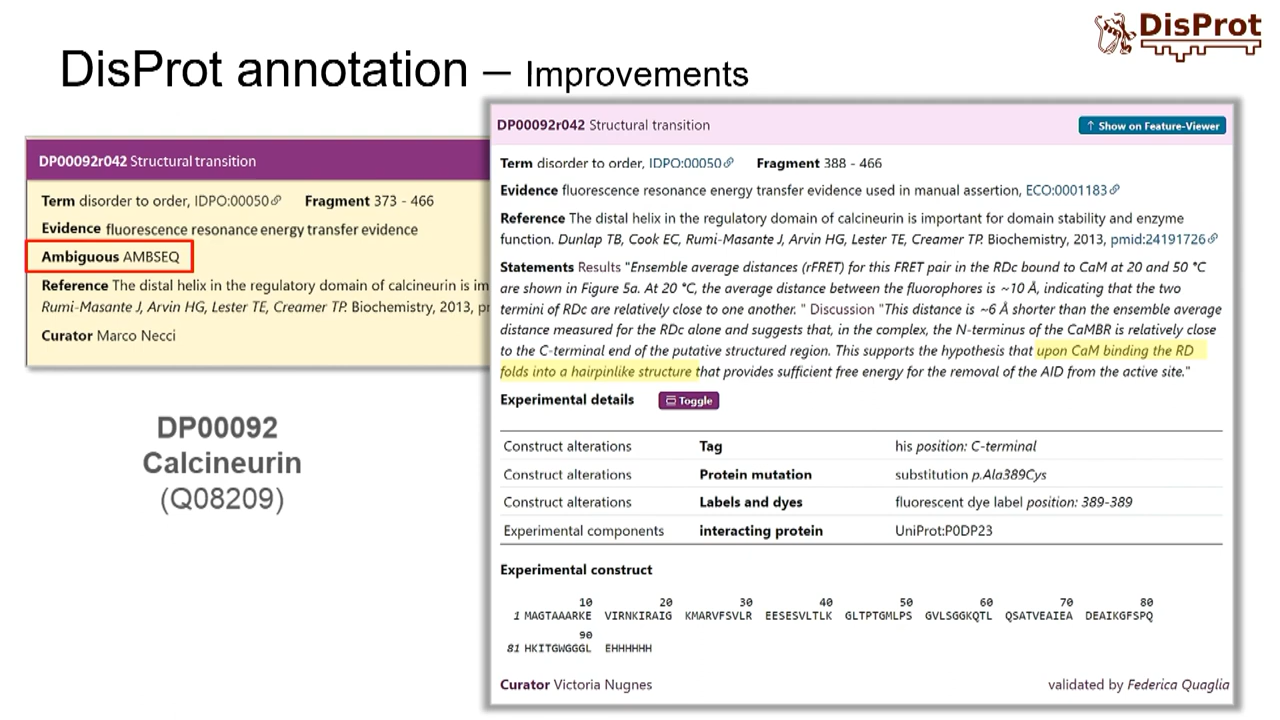 DisProt
DisProt annotation – Improvements
DP00092r042 Structural transition
Term disorder to order, IDPO:00050 Fragment 373 - 466
Evidence fluorescence resonance energy transfer evidence
Ambiguous AMBSEQ
Reference The distal helix in the regulatory domain of calcineurin is im
Rumi-Masante J, Arvin HG, Lester TE, Creamer TP. Biochemistry, 2013, p
Curator Marco Necci
DP00092
Calcineurin
(Q08209)
DP00092r042 Structural transition
↑ Show on Feature-Viewer
Term disorder to order, IDPO:00050 Fragment 388 - 466
Evidence fluorescence resonance energy transfer evidence used in manual assertion, ECO:0001183
Reference The distal helix in the regulatory domain of calcineurin is important for domain stability and enzyme
function. Dunlap TB, Cook EC, Rumi-Masante J, Arvin HG, Lester TE, Creamer TP. Biochemistry, 2013, pmid:24191726
Statements Results "Ensemble average distances (rFRET) for this FRET pair in the RDc bound to CaM at 20 and 50 °C
are shown in Figure 5a. At 20 °C, the average distance between the fluorophores is ~10 Å, indicating that the two
termini of RDc are relatively close to one another. " Discussion "This distance is ~6 Å shorter than the ensemble average
distance measured for the RDc alone and suggests that, in the complex, the N-terminus of the CaMBR is relatively close
to the C-terminal end of the putative structured region. This supports the hypothesis that upon CaM binding the RD
folds into a hairpinlike structure that provides sufficient free energy for the removal of the AID from the active site."
Experimental details Toggle
Construct alterations Tag his position: C-terminal
Construct alterations Protein mutation substitution p.Ala389Cys
Construct alterations Labels and dyes fluorescent dye label position: 389-389
Experimental components interacting protein UniProt:P0DP23
Experimental construct
10 20 30 40 50 60 70 80
1 MAGTAAARKE VIRNKIRAIG KMARVFSVLR EESESVLTLK GLTPTGMLPS GVLSGGKQTL QSATVEAIEA DEAIKGFSPQ
90
81 HKITGWGGGL EHHHHHH
Curator Victoria Nugnes
validated by Federica Quaglia